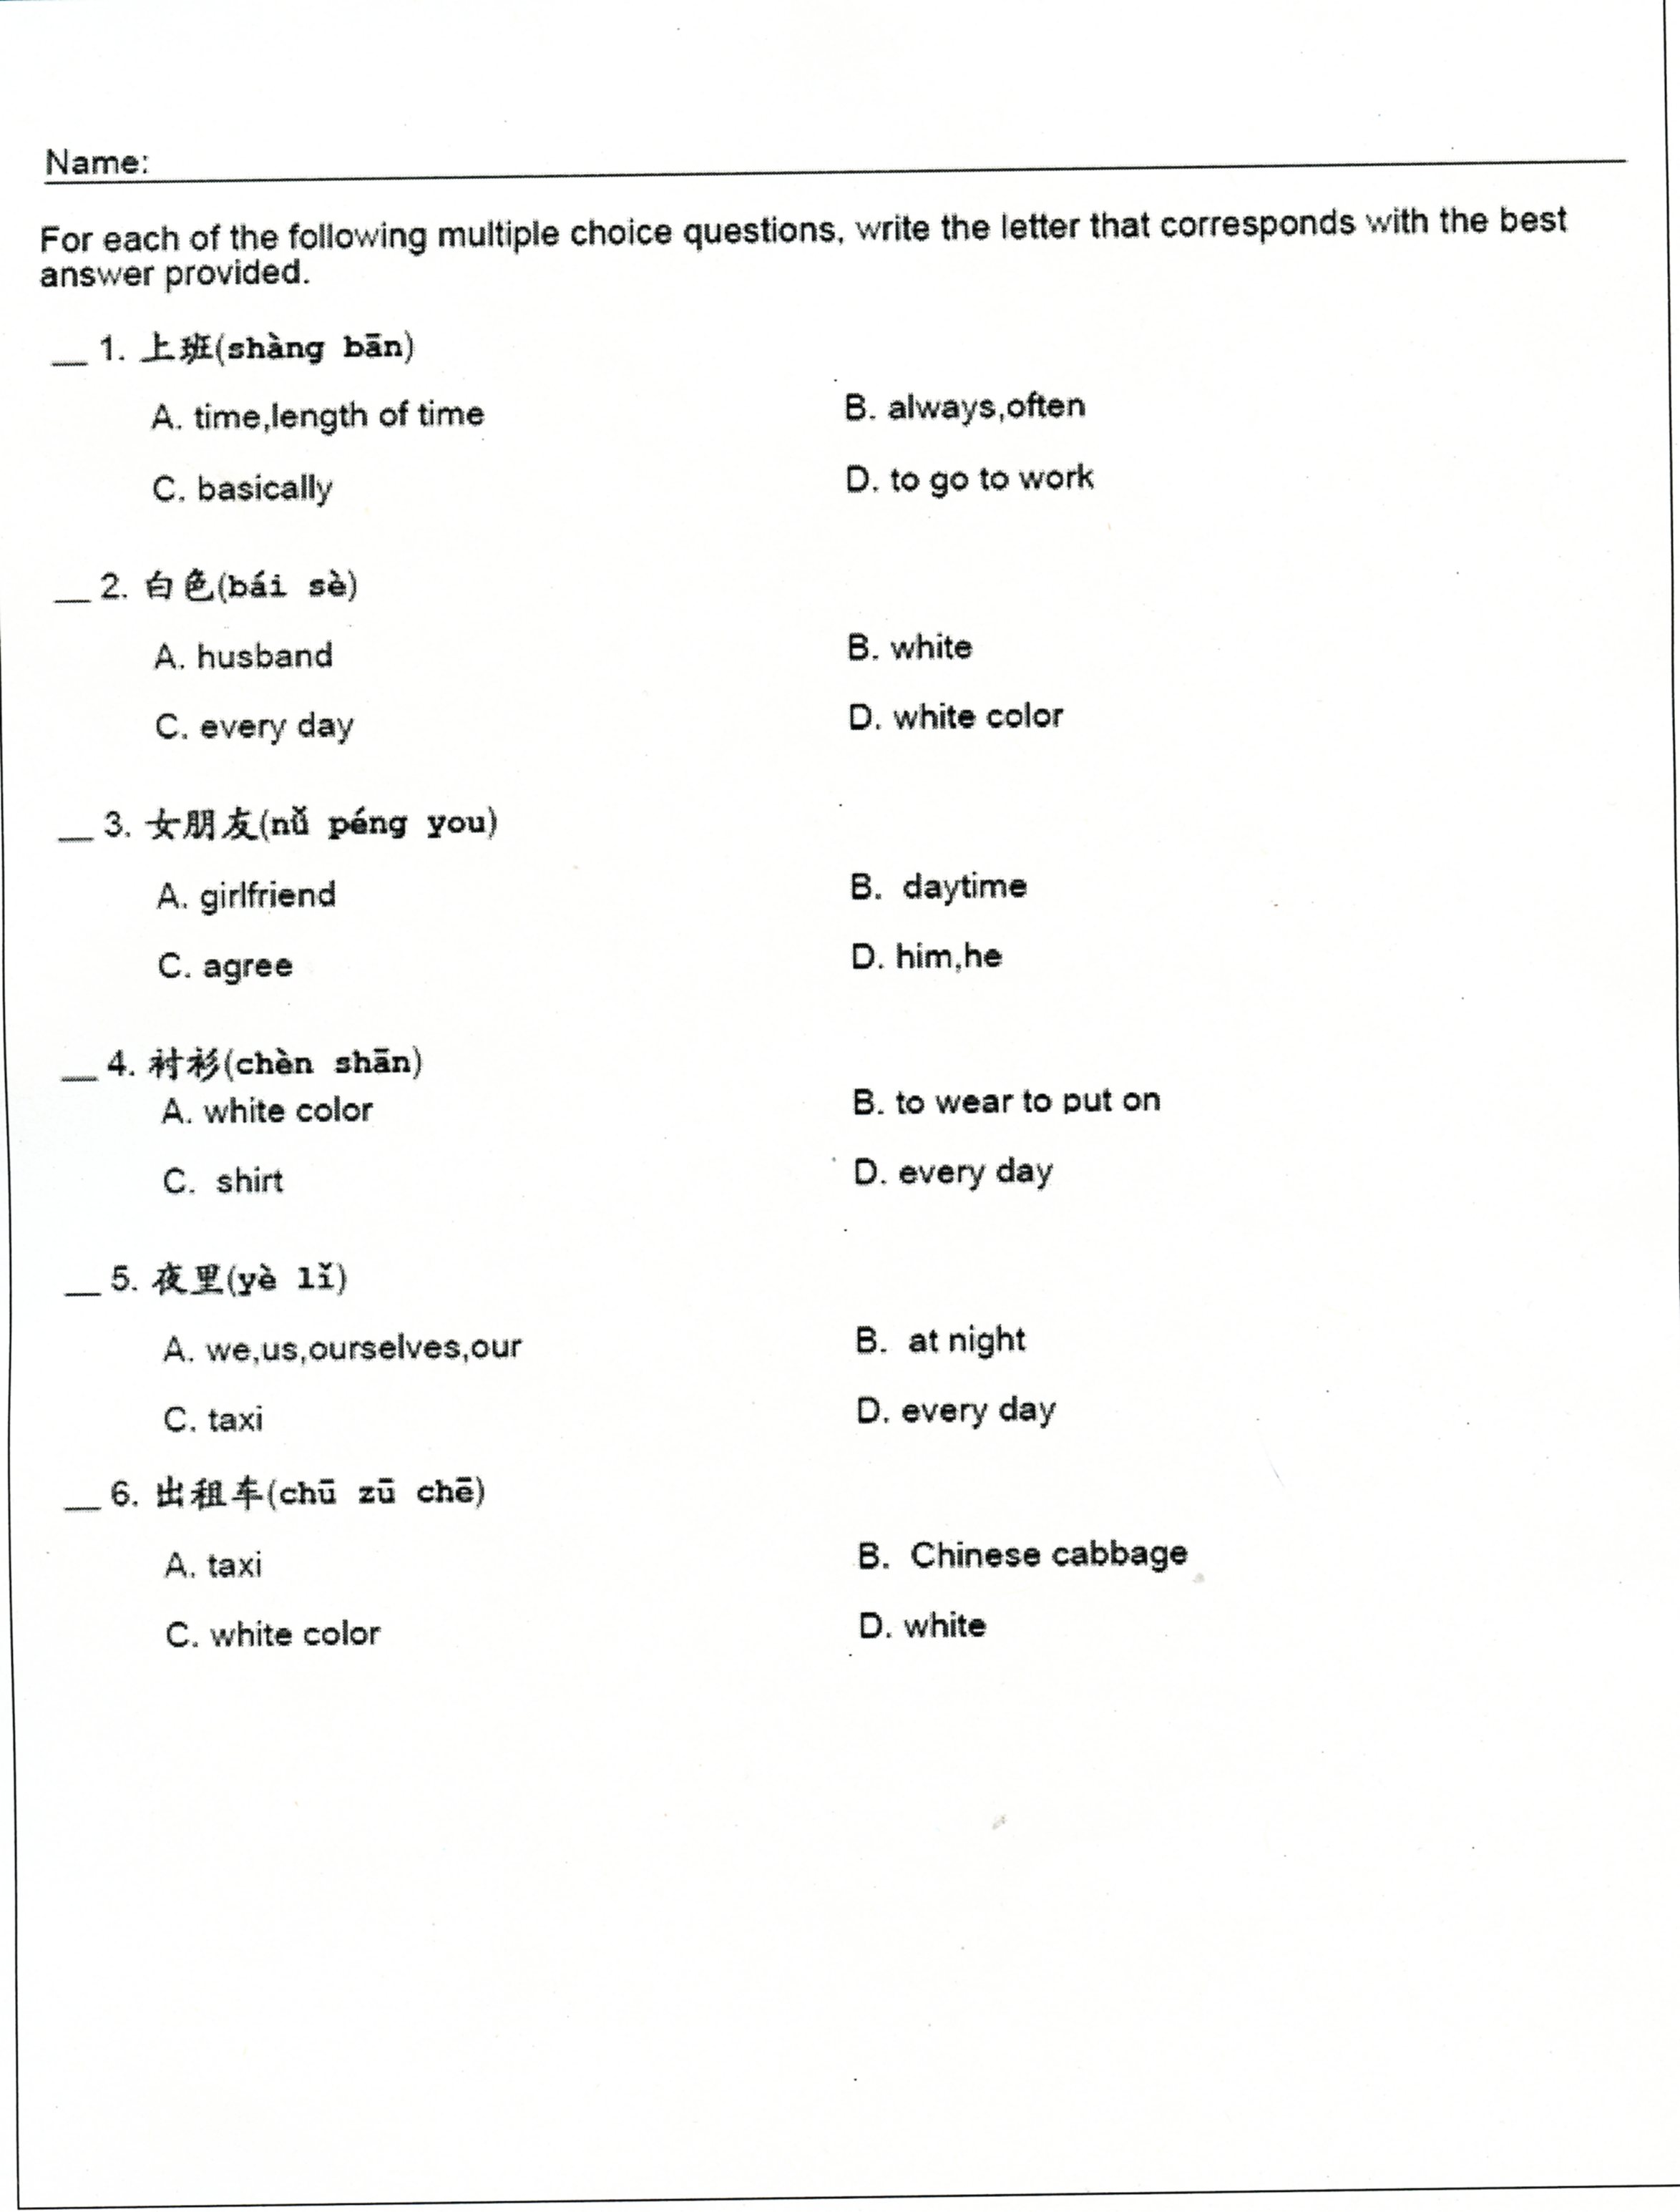 Name:
For each of the following multiple choice questions, write the letter that corresponds with the best
answer provided.
__ 1. 上班(shàng bān)
A. time,length of time B. always,often
C. basically D. to go to work
__ 2. 白色(bái sè)
A. husband B. white
C. every day D. white color
__ 3. 女朋友(nǚ péng you)
A. girlfriend B. daytime
C. agree D. him,he
__ 4. 衬衫(chèn shān)
A. white color B. to wear to put on
C. shirt D. every day
__ 5. 夜里(yè lǐ)
A. we,us,ourselves,our B. at night
C. taxi D. every day
__ 6. 出租车(chū zū chē)
A. taxi B. Chinese cabbage
C. white color D. white